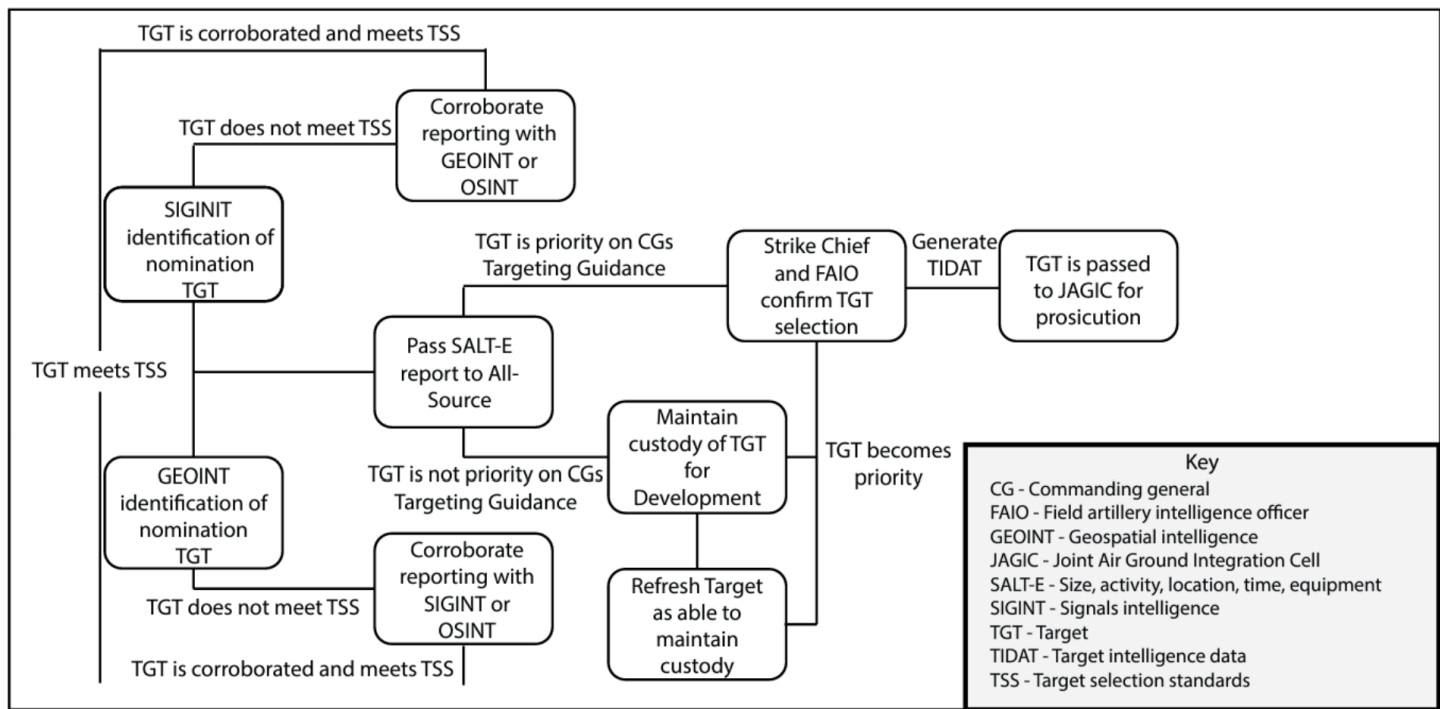 TGT is corroborated and meets TSS
Corroborate
reporting with
GEOINT or
OSINT
TGT does not meet TSS
SIGINIT
identification of
nomination
TGT
TGT is priority on CGs
Targeting Guidance
Strike Chief
and FAIO
confirm TGT
selection
Generate
TIDAT
TGT is passed
to JAGIC for
prosicution
Pass SALT-E
report to All-
Source
TGT meets TSS
Maintain
custody of TGT
for
Development
TGT becomes
priority
TGT is not priority on CGs
Targeting Guidance
GEOINT
identification of
nomination
TGT
Corroborate
reporting with
SIGINT or
OSINT
TGT does not meet TSS
Refresh Target
as able to
maintain
custody
TGT is corroborated and meets TSS
Key
CG - Commanding general
FAIO - Field artillery intelligence officer
GEOINT - Geospatial intelligence
JAGIC - Joint Air Ground Integration Cell
SALT-E - Size, activity, location, time, equipment
SIGINT - Signals intelligence
TGT - Target
TIDAT - Target intelligence data
TSS - Target selection standards